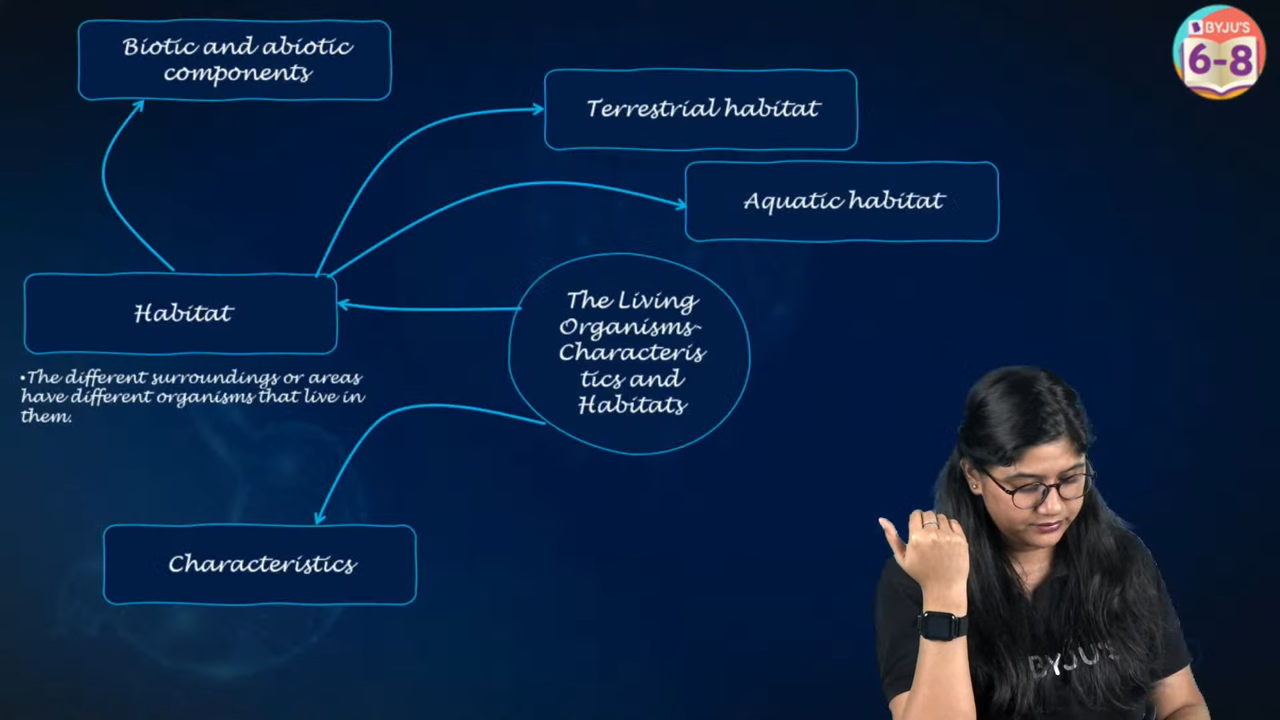 Biotic and abiotic
components
BYJU'S
6-8
Terrestrial habitat
Aquatic habitat
Habitat
The Living
Organisms-
Characteris
tics and
Habitats
•The different surroundings or areas
have different organisms that live in
them.
Characteristics
BYJU'S